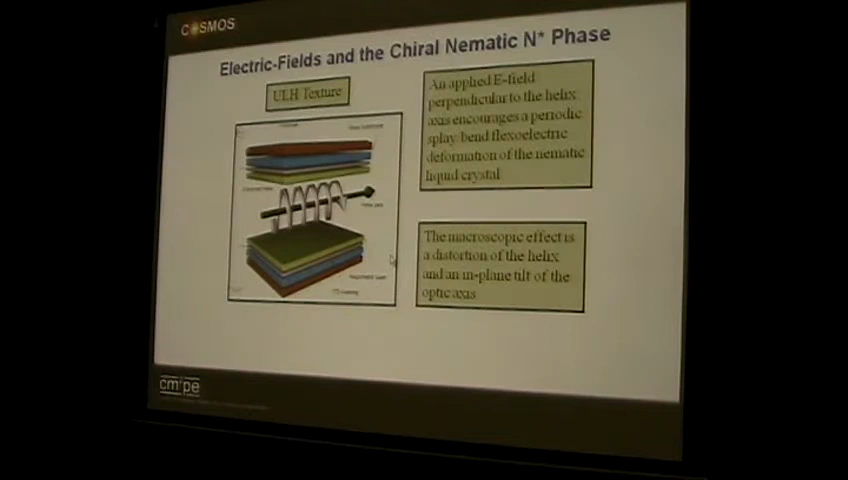 COSMOS
Electric-Fields and the Chiral Nematic N* Phase
ULH Texture
An applied E-field
perpendicular to the helix
axis encourages a periodic
splay/bend flexoelectric
deformation of the nematic
liquid crystal
The macroscopic effect is
a distortion of the helix
and an in-plane tilt of the
optic axis
cm pe